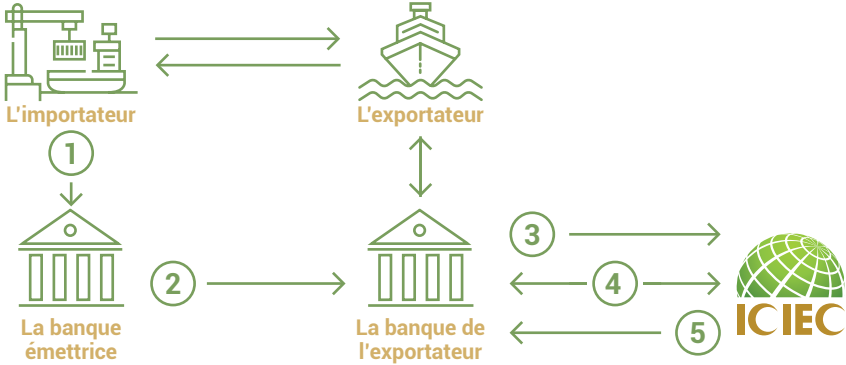 L'importateur
L'exportateur
1
2
3
4
5
La banque
émettrice
La banque de
l'exportateur
ICIEC